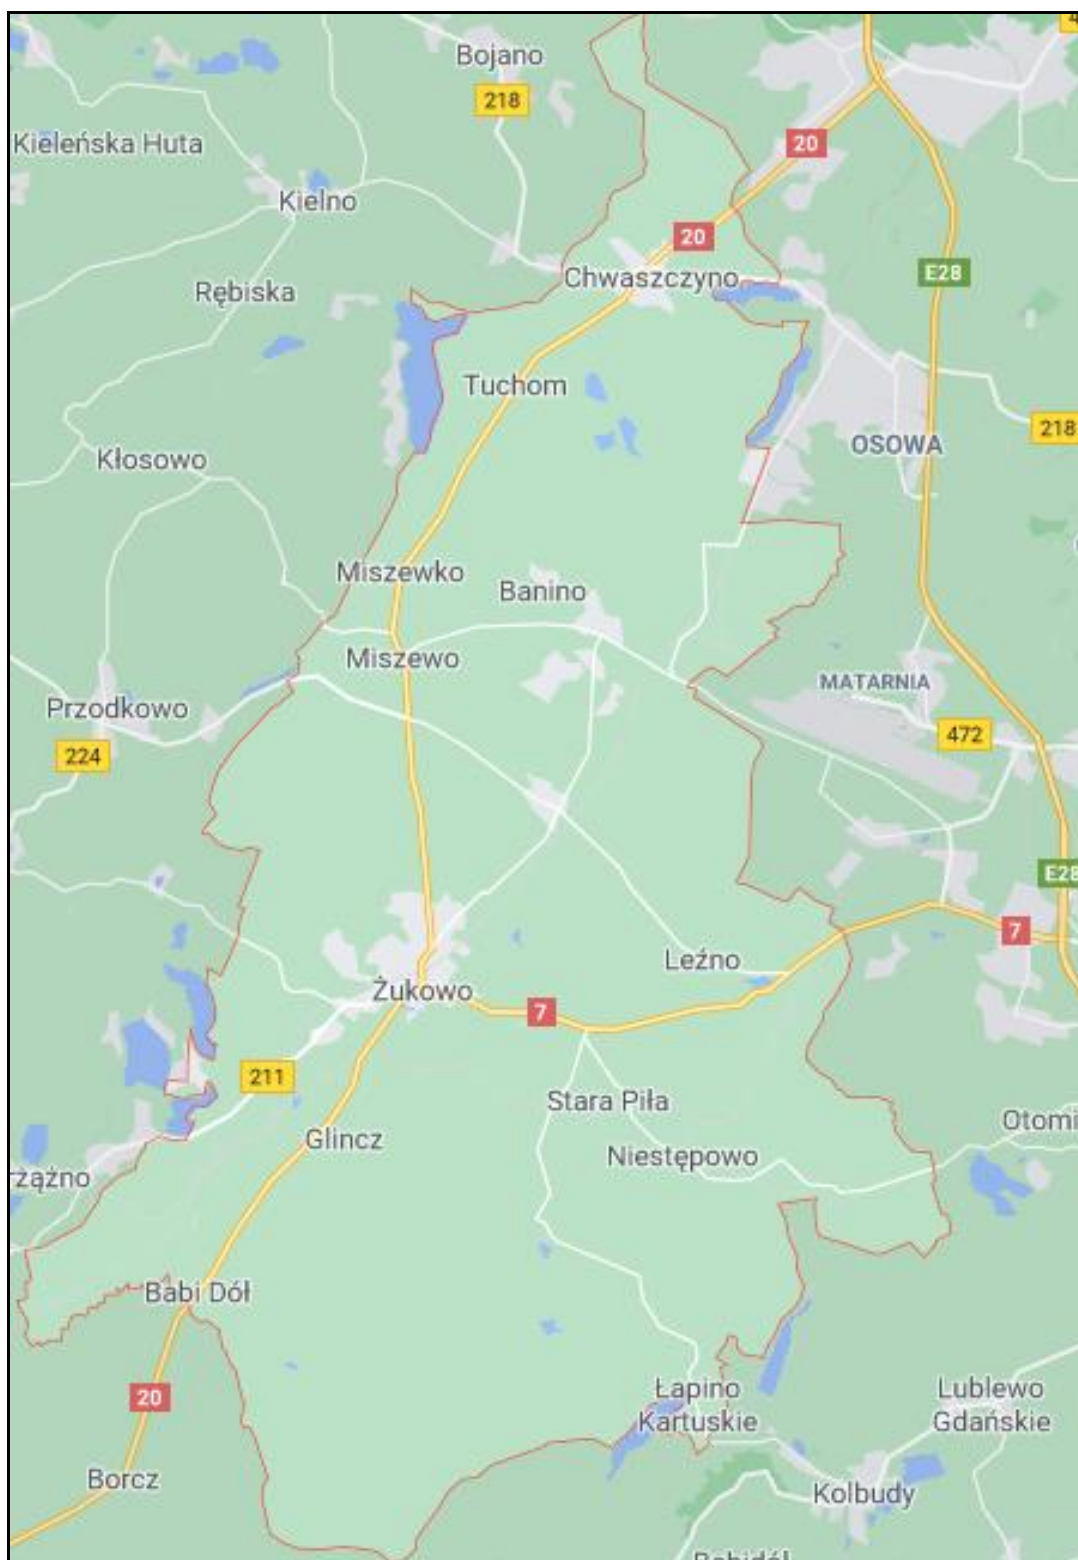 Bojano
218
Kieleńska Huta
20
Kielno
20
Chwaszczyno
E28
Rębiska
Tuchom
218
OSOWA
Kłosowo
Miszewko
Banino
Miszewo
MATARNIA
Przodkowo
472
224
E28
7
Leźno
Żukowo
7
211
Stara Piła
Otomi
Glincz
Niestępowo
rzążno
Babi Dół
20
Łapino
Kartuskie
Lublewo
Gdańskie
Borcz
Kolbudy